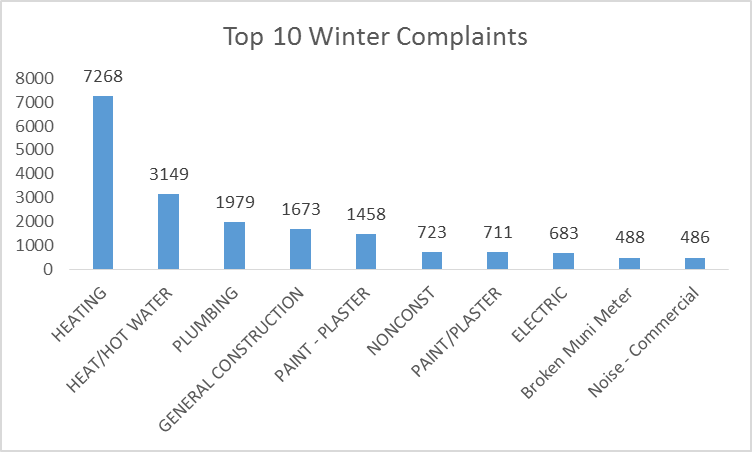 Top 10 Winter Complaints
8000
7000
6000
5000
4000
3000
2000
1000
0
7268
3149
1979
1673
1458
723
711
683
488
486
HEATING
HEAT/HOT WATER
PLUMBING
GENERAL CONSTRUCTION
PAINT - PLASTER
NONCONST
PAINT/PLASTER
ELECTRIC
Broken Muni Meter
Noise - Commercial